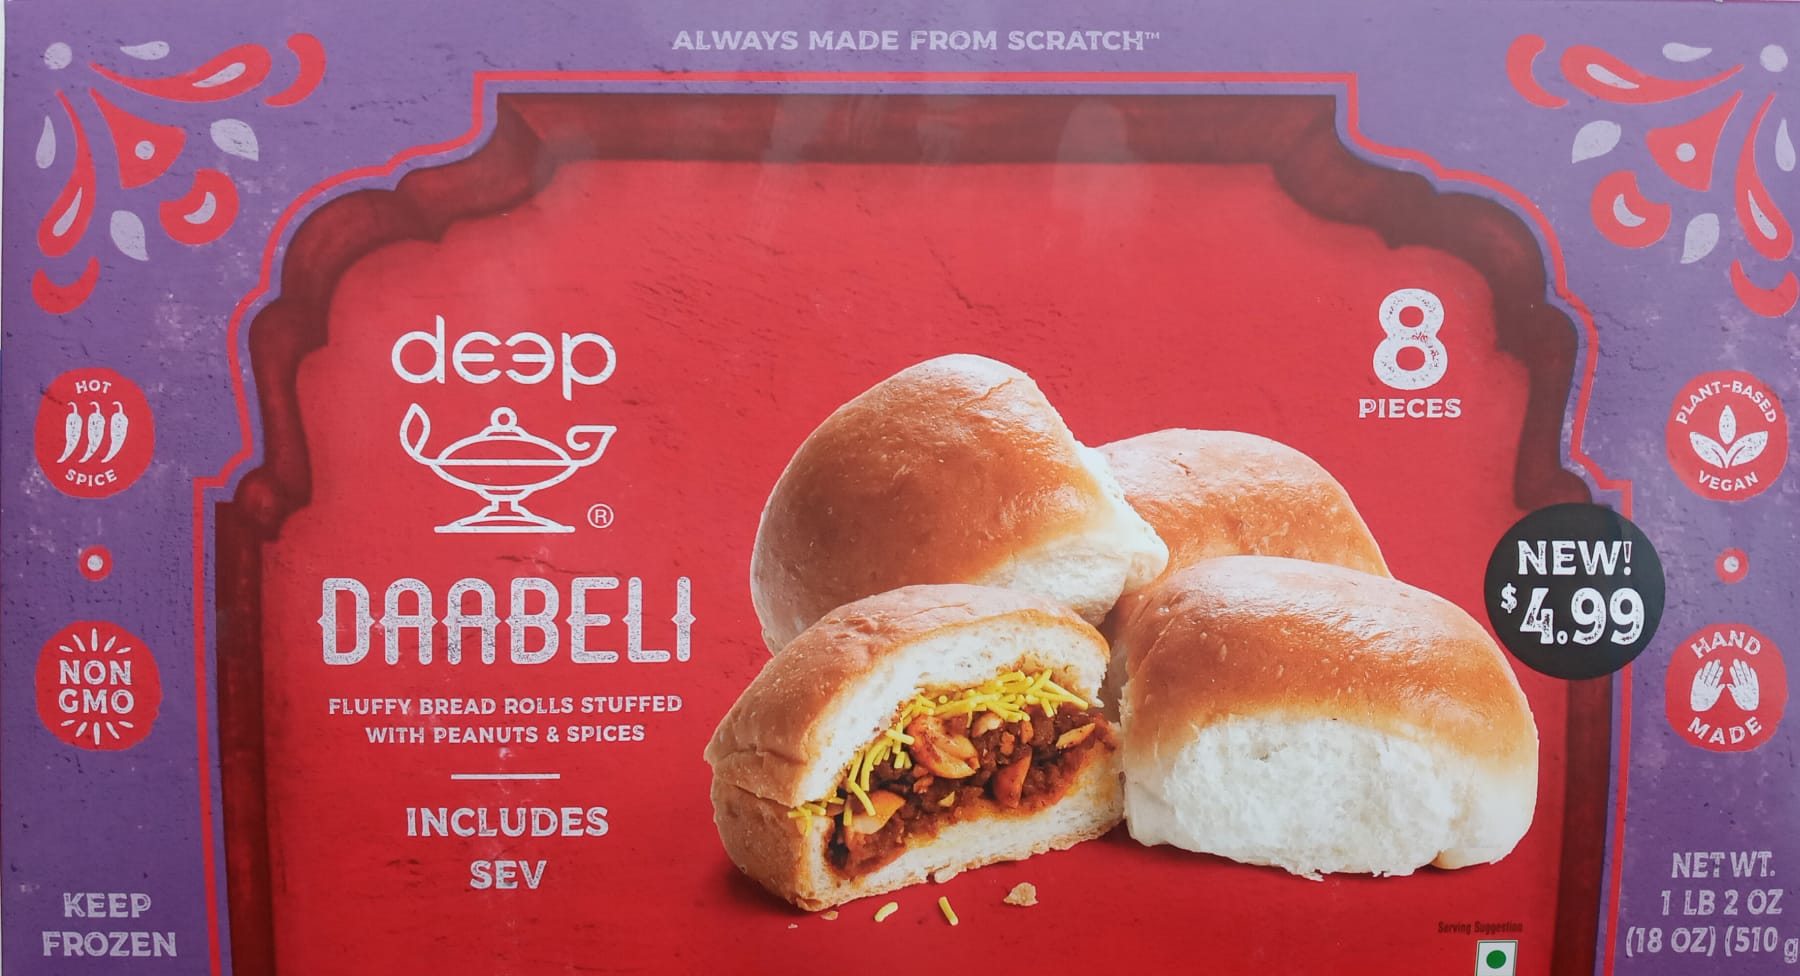 ALWAYS MADE FROM SCRATCH™
deep
®
DAABELI
FLUFFY BREAD ROLLS STUFFED
WITH PEANUTS & SPICES
INCLUDES
SEV
HOT
SPICE
NON
GMO
KEEP
FROZEN
8
PIECES
NEW!
$4.99
PLANT-BASED
VEGAN
HAND
MADE
NET WT.
1 LB 2 OZ
(18 OZ) (510 g
Serving Suggestion